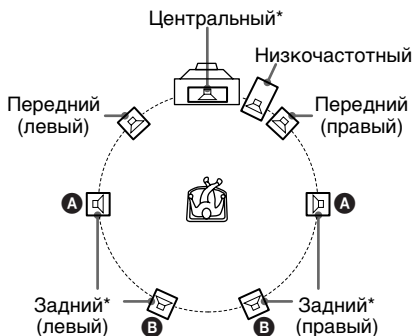 Центральный*
Низкочастотный
Передний
(левый)
Передний
(правый)
A
A
Задний*
(левый)
B
B
Задний*
(правый)